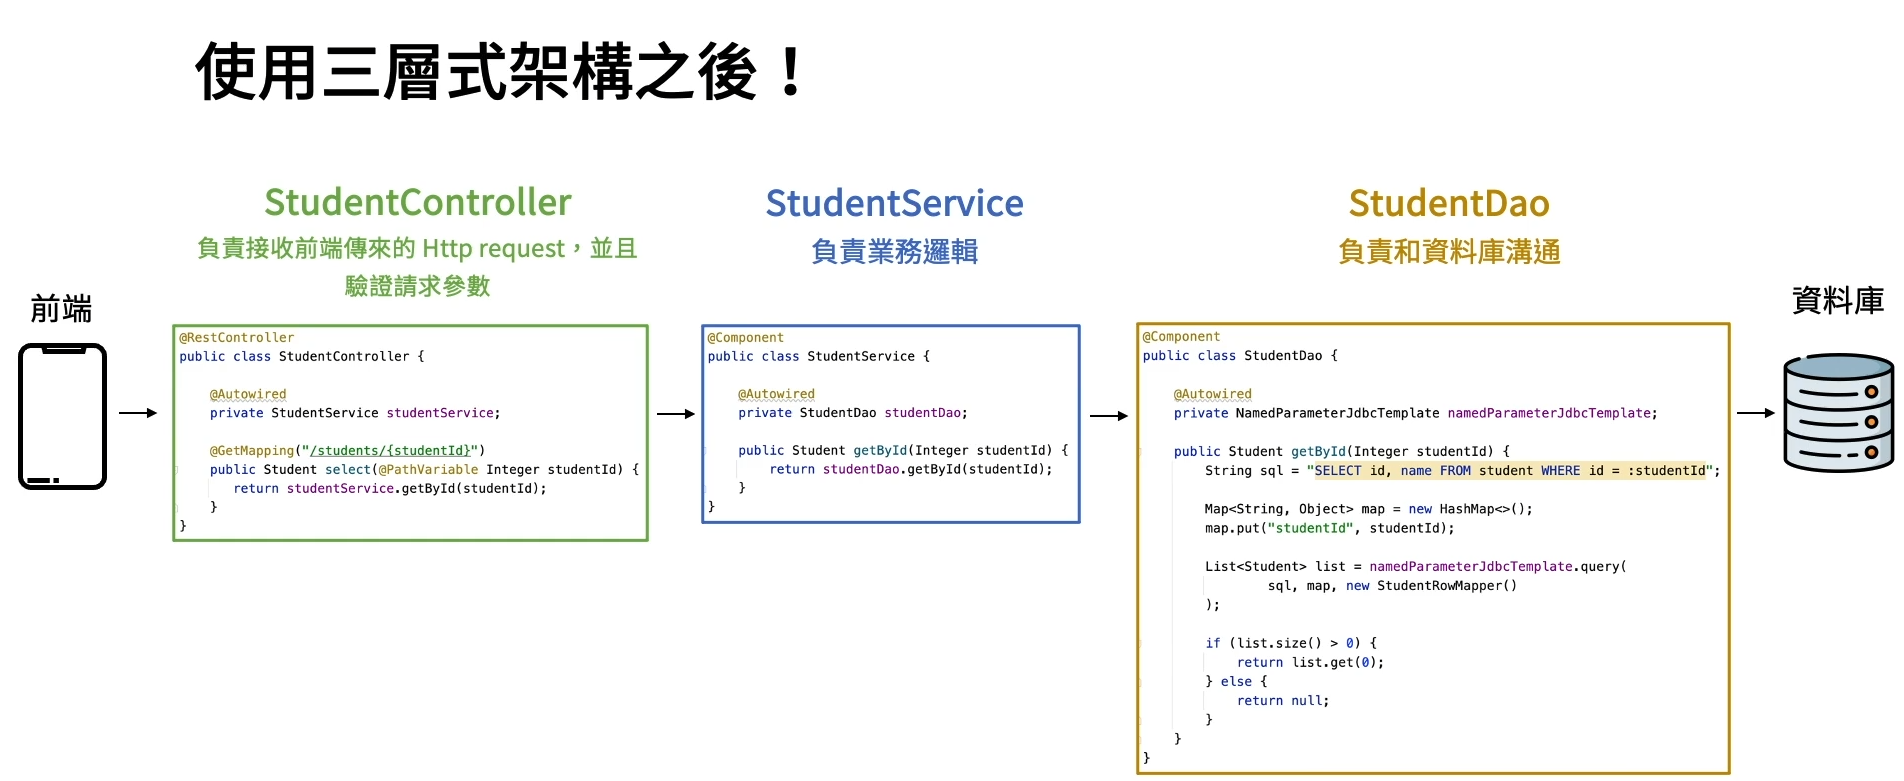 使用三層式架構之後！
前端
StudentController
負責接收前端傳來的 Http request，並且
驗證請求參數
@RestController
public class StudentController {
@Autowired
private StudentService studentService;
@GetMapping("/students/{studentId}")
public Student select(@PathVariable Integer studentId) {
return studentService.getById(studentId);
}
}
StudentService
負責業務邏輯
@Component
public class StudentService {
@Autowired
private StudentDao studentDao;
public Student getById(Integer studentId) {
return studentDao.getById(studentId);
}
}
StudentDao
負責和資料庫溝通
@Component
public class StudentDao {
@Autowired
private NamedParameterJdbcTemplate namedParameterJdbcTemplate;
public Student getById(Integer studentId) {
String sql = "SELECT id, name FROM student WHERE id = :studentId";
Map<String, Object> map = new HashMap<>();
map.put("studentId", studentId);
List<Student> list = namedParameterJdbcTemplate.query(
sql, map, new StudentRowMapper()
);
if (list.size() > 0) {
return list.get(0);
} else {
return null;
}
}
}
資料庫